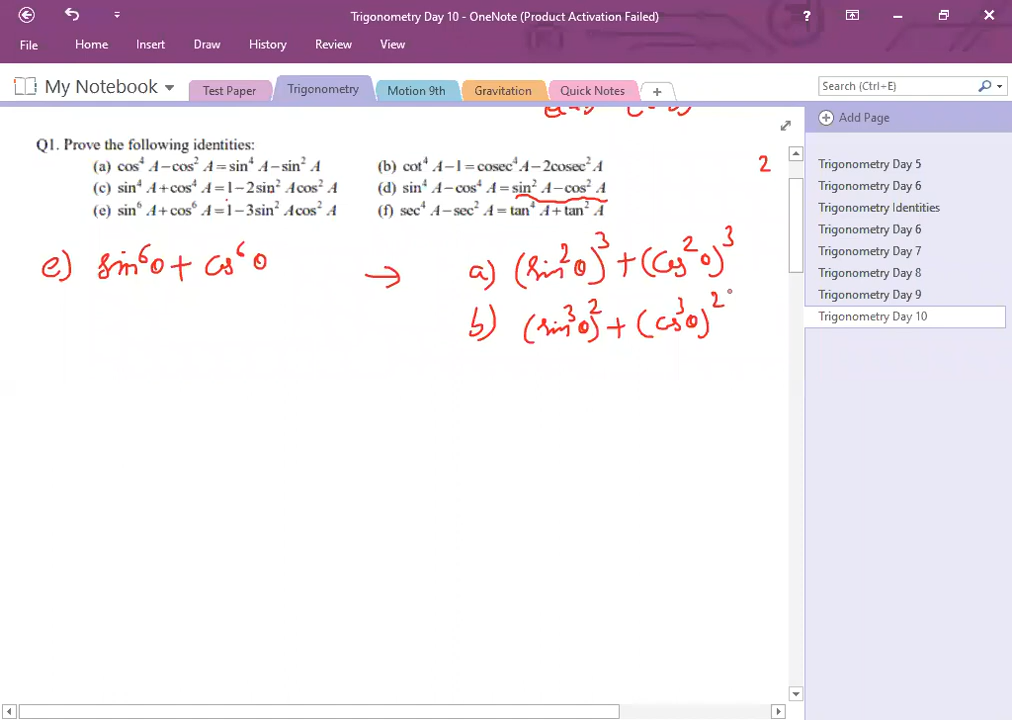 Trigonometry Day 10 - OneNote (Product Activation Failed)
?
File Home Insert Draw History Review View
My Notebook Test Paper Trigonometry Motion 9th Gravitation Quick Notes +
Search (Ctrl+E)
Add Page
Trigonometry Day 5
Trigonometry Day 6
Trigonometry Identities
Trigonometry Day 6
Trigonometry Day 7
Trigonometry Day 8
Trigonometry Day 9
Trigonometry Day 10
Q1. Prove the following identities:
(a) cos⁴ A−cos² A=sin⁴ A−sin² A (b) cot⁴ A−1=cosec⁴ A−2cosec² A
(c) sin⁴ A+cos⁴ A=1−2sin² Acos² A (d) sin⁴ A−cos⁴ A=sin² A−cos² A
(e) sin⁶ A+cos⁶ A=1−3sin² Acos² A (f) sec⁴ A−sec² A=tan⁴ A+tan² A
2
e) sin⁶θ + cos⁶θ → a) (sin²θ)³ + (cos²θ)³
b) (sin³θ)² + (cos³θ)²